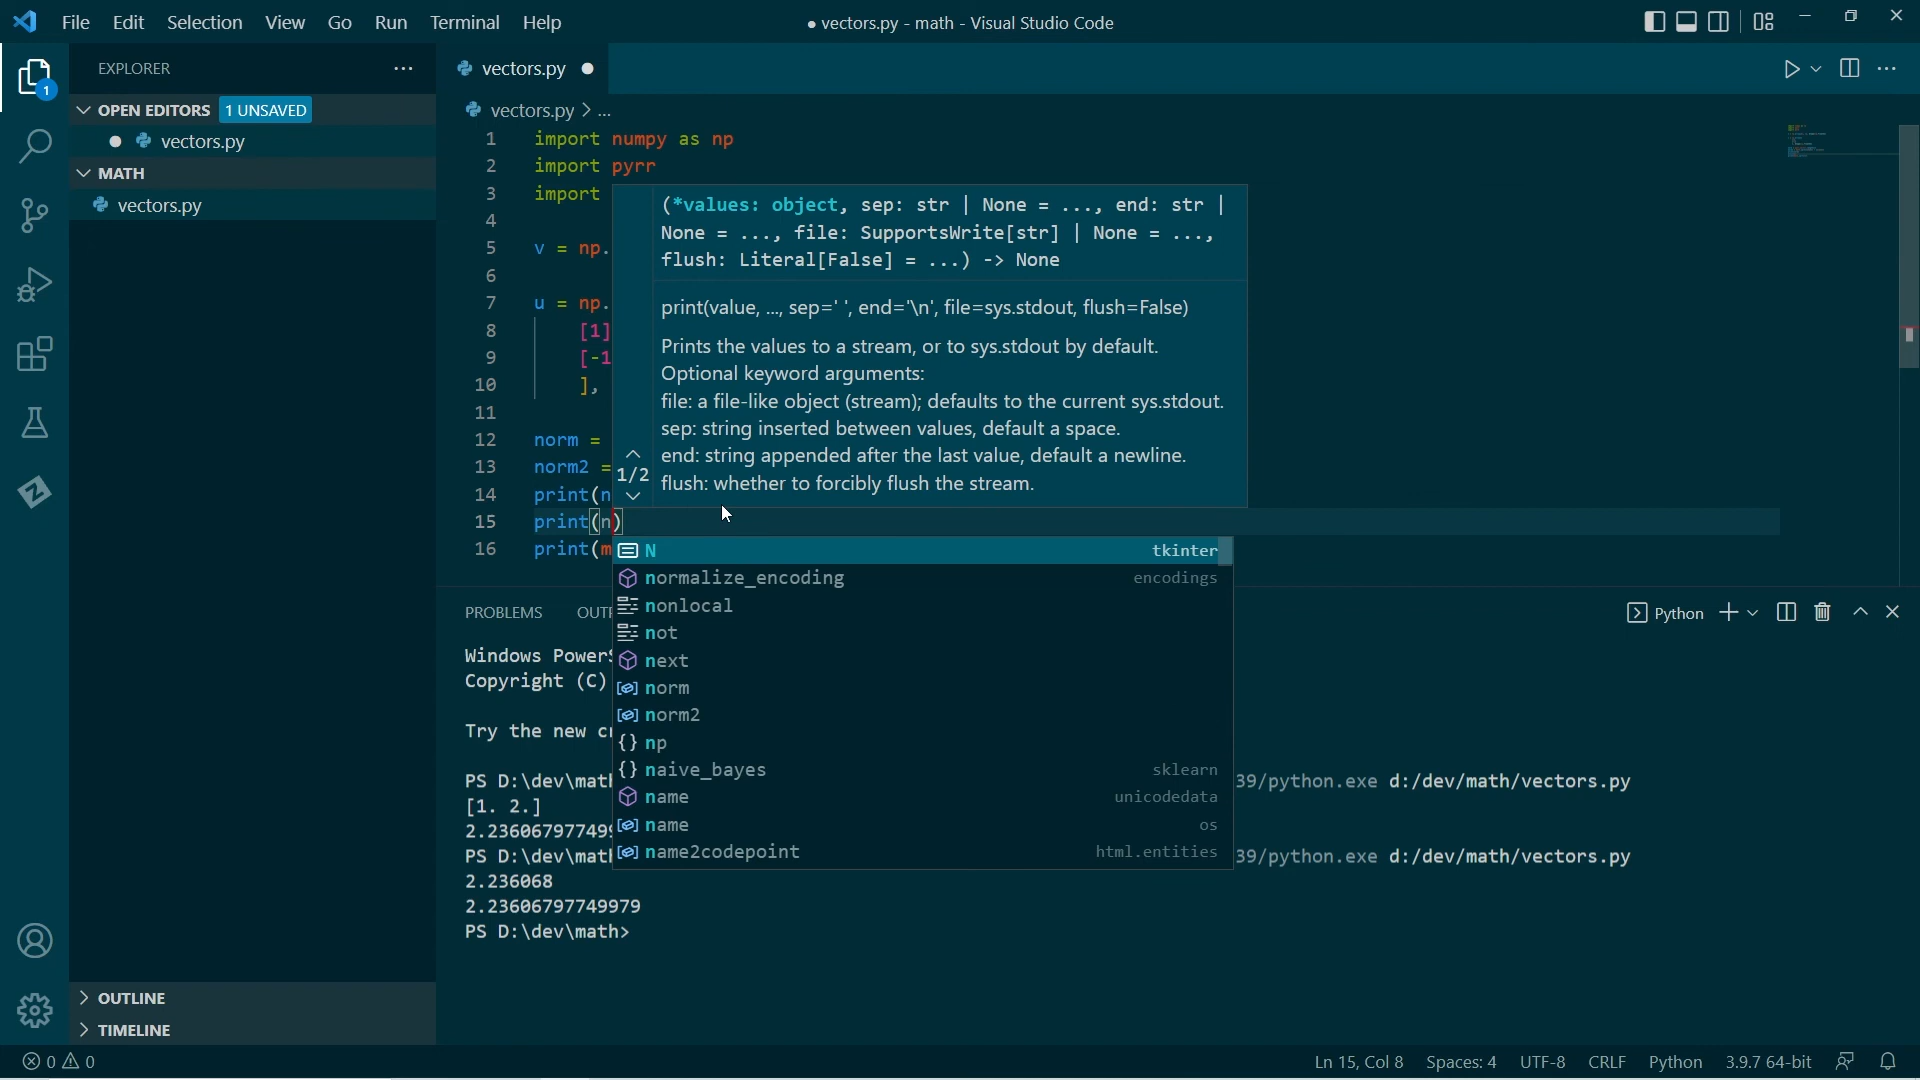 File Edit Selection View Go Run Terminal Help
● vectors.py - math - Visual Studio Code
EXPLORER
1
OPEN EDITORS 1 UNSAVED
vectors.py
MATH
vectors.py
OUTLINE
TIMELINE
vectors.py
vectors.py > ...
1 import numpy as np
2 import pyrr
3 import
4
5 v = np.
6
7 u = np.
8 [1]
9 [-1
10 ],
11
12 norm =
13 norm2 =
14 print(n
15 print(n)
16 print(m
(*values: object, sep: str | None = ..., end: str |
None = ..., file: SupportsWrite[str] | None = ...,
flush: Literal[False] = ...) -> None
print(value, ..., sep=' ', end='\n', file=sys.stdout, flush=False)
Prints the values to a stream, or to sys.stdout by default.
Optional keyword arguments:
file: a file-like object (stream); defaults to the current sys.stdout.
sep: string inserted between values, default a space.
end: string appended after the last value, default a newline.
flush: whether to forcibly flush the stream.
1/2
N tkinter
normalize_encoding encodings
nonlocal
not
next
norm
norm2
np
naive_bayes sklearn
name unicodedata
name os
name2codepoint html.entities
PROBLEMS OUTP
Python
Windows PowerS
Copyright (C)
Try the new cr
PS D:\dev\math 39/python.exe d:/dev/math/vectors.py
[1. 2.]
2.236067977499
PS D:\dev\math 39/python.exe d:/dev/math/vectors.py
2.236068
2.23606797749979
PS D:\dev\math>
0 0
Ln 15, Col 8 Spaces: 4 UTF-8 CRLF Python 3.9.7 64-bit